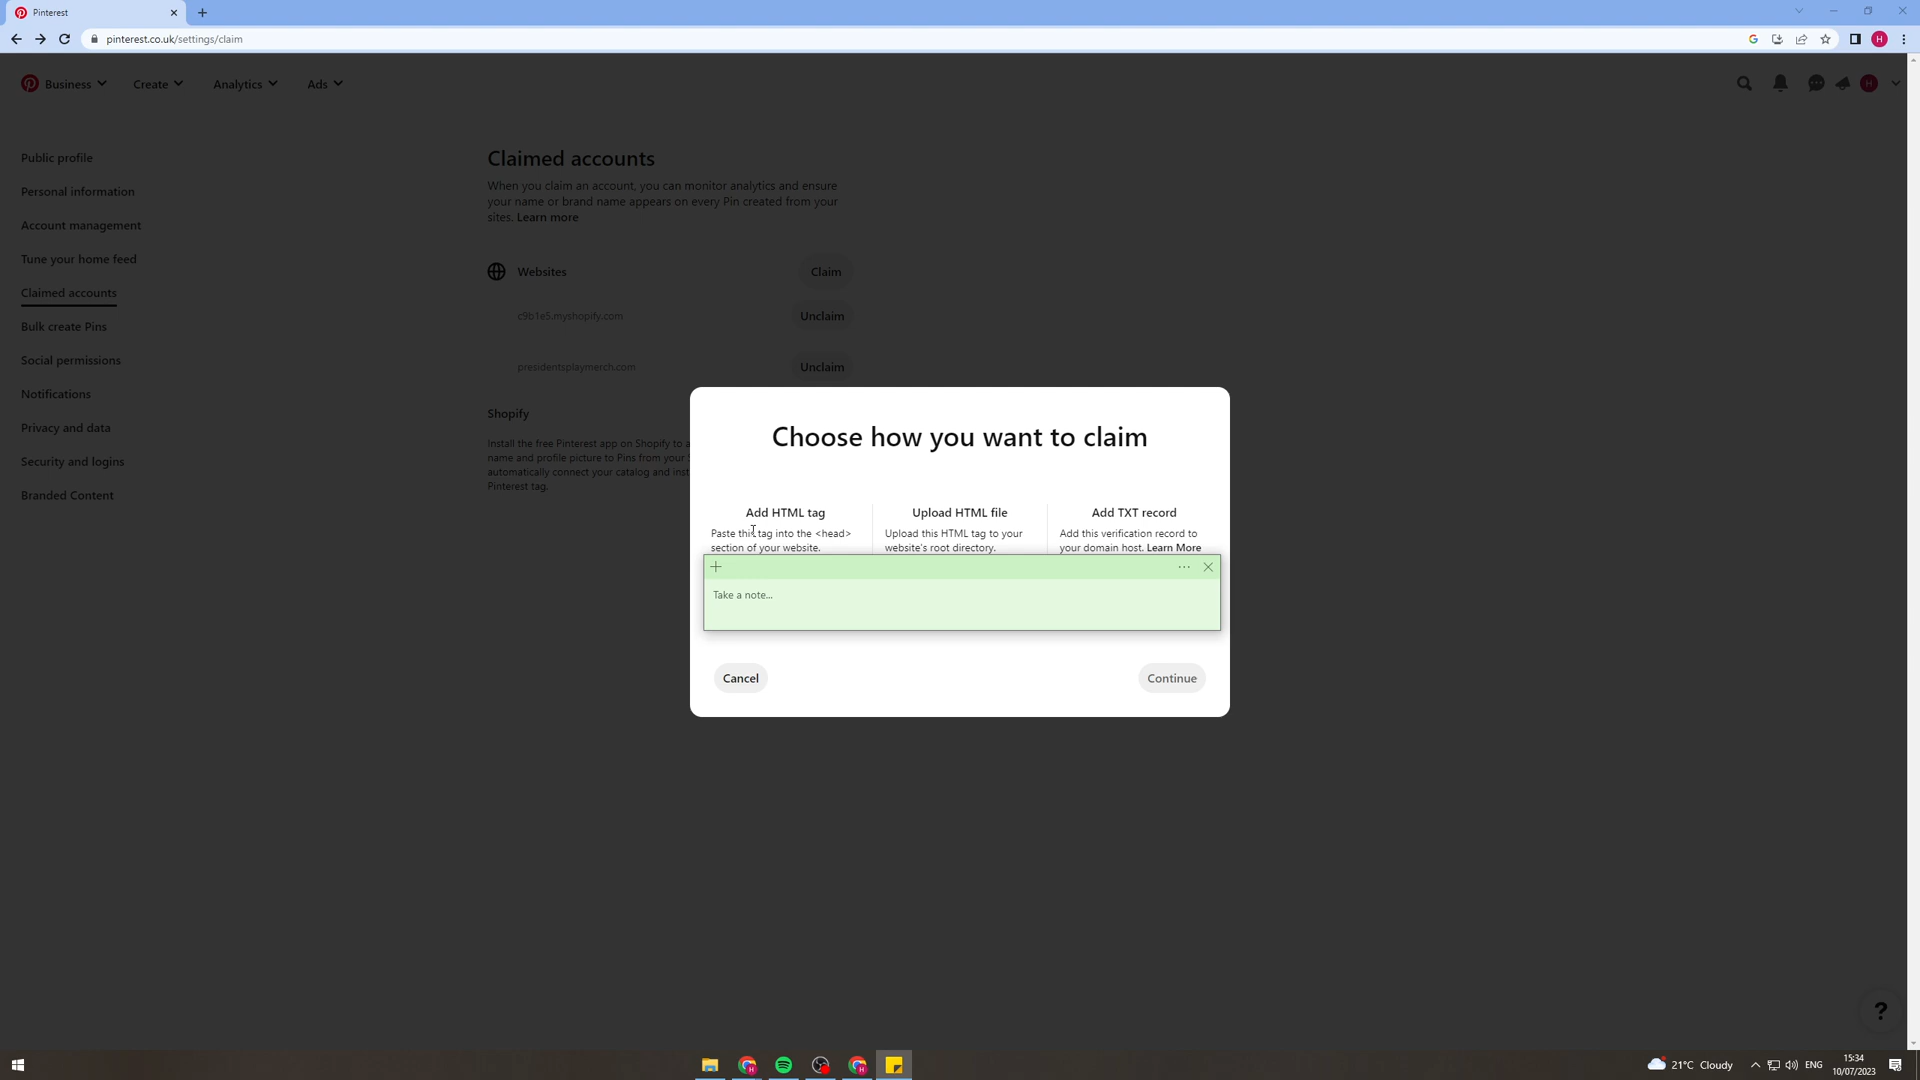 Pinterest
pinterest.co.uk/settings/claim
Business
Create
Analytics
Ads
H
H
Public profile
Personal information
Account management
Tune your home feed
Claimed accounts
Bulk create Pins
Social permissions
Notifications
Privacy and data
Security and logins
Branded Content
Claimed accounts
When you claim an account, you can monitor analytics and ensure
your name or brand name appears on every Pin created from your
sites. Learn more
Websites
Claim
c9b1e5.myshopify.com
Unclaim
presidentsplaymerch.com
Unclaim
Shopify
Install the free Pinterest app on Shopify to a
name and profile picture to Pins from your S
automatically connect your catalog and inst
Pinterest tag.
Choose how you want to claim
Add HTML tag
Paste this tag into the <head>
section of your website.
Upload HTML file
Upload this HTML tag to your
website's root directory.
Add TXT record
Add this verification record to
your domain host. Learn More
Take a note...
Cancel
Continue
?
21°C Cloudy
ENG
15:34
10/07/2023